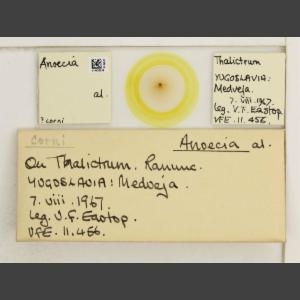 Anoecia
al.
? corni
Thalictrum
YUGOSLAVIA:
Medveja.
7. viii. 1967.
leg. V.F. Eastop
VFE. 11.456.
Corni
Anoecia al.
On Thalictrum. Ranunc.
YUGOSLAVIA: Medveja.
7. viii. 1967.
leg. V.F. Eastop.
VFE. 11.456.